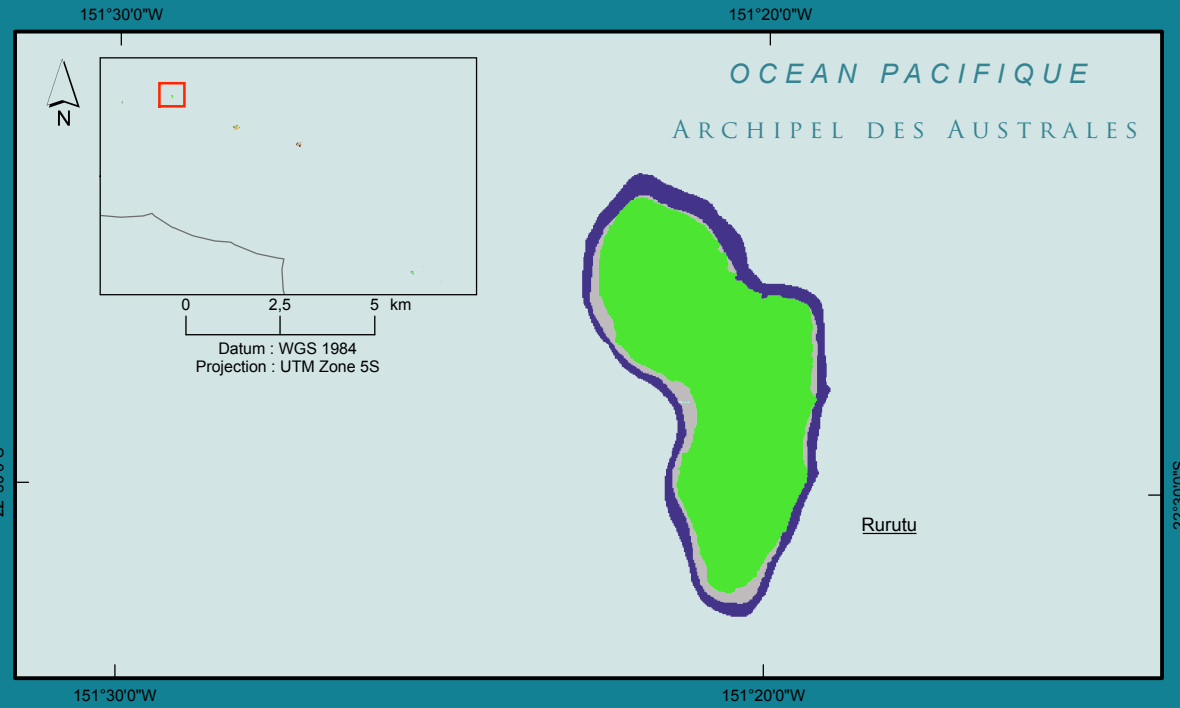 151°30'0"W
151°20'0"W
OCEAN PACIFIQUE
ARCHIPEL DES AUSTRALES
N
0 2,5 5 km
Datum : WGS 1984
Projection : UTM Zone 5S
Rurutu
151°30'0"W
151°20'0"W